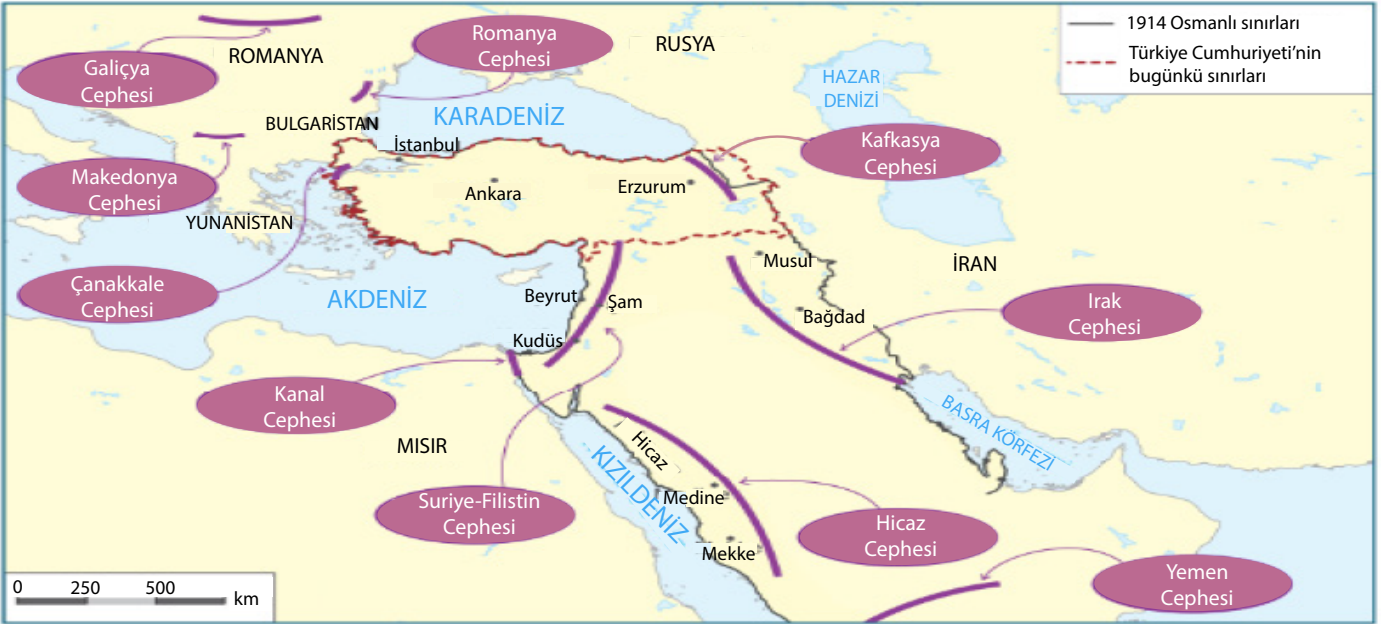 1914 Osmanlı sınırları
Türkiye Cumhuriyeti’nin
bugünkü sınırları
Galiçya
Cephesi
ROMANYA
Romanya
Cephesi
RUSYA
HAZAR
DENİZİ
KARADENİZ
BULGARİSTAN
İstanbul
Kafkasya
Cephesi
Makedonya
Cephesi
Ankara
Erzurum
YUNANİSTAN
Musul
İRAN
Çanakkale
Cephesi
AKDENİZ
Beyrut
Şam
Bağdad
Irak
Cephesi
Kudüs
Kanal
Cephesi
BASRA KÖRFEZİ
MISIR
Hicaz
KIZILDENİZ
Medine
Suriye-Filistin
Cephesi
Hicaz
Cephesi
Mekke
Yemen
Cephesi
0 250 500 km